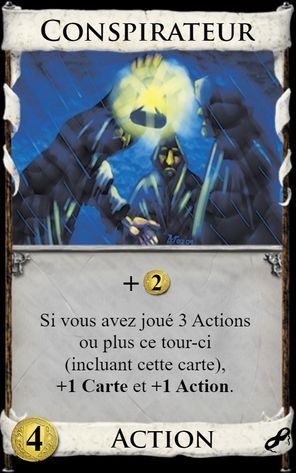 CONSPIRATEUR
+ 2
Si vous avez joué 3 Actions
ou plus ce tour-ci
(incluant cette carte),
+1 Carte et +1 Action.
4
ACTION